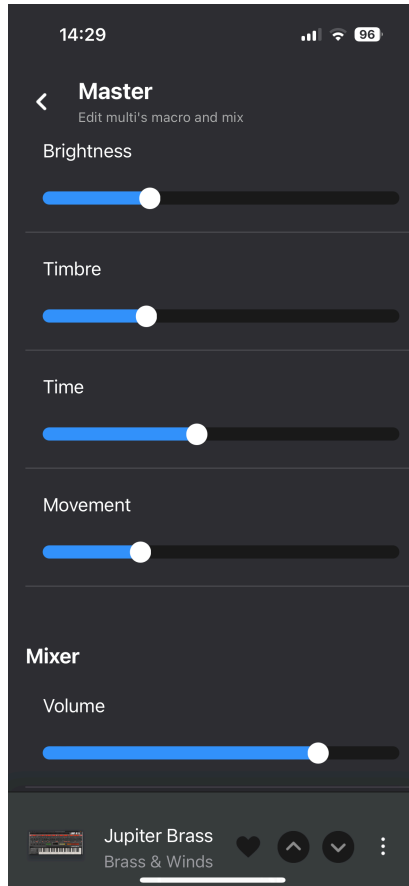 14:29
96
Master
Edit multi's macro and mix
Brightness
Timbre
Time
Movement
Mixer
Volume
Jupiter Brass
Brass & Winds